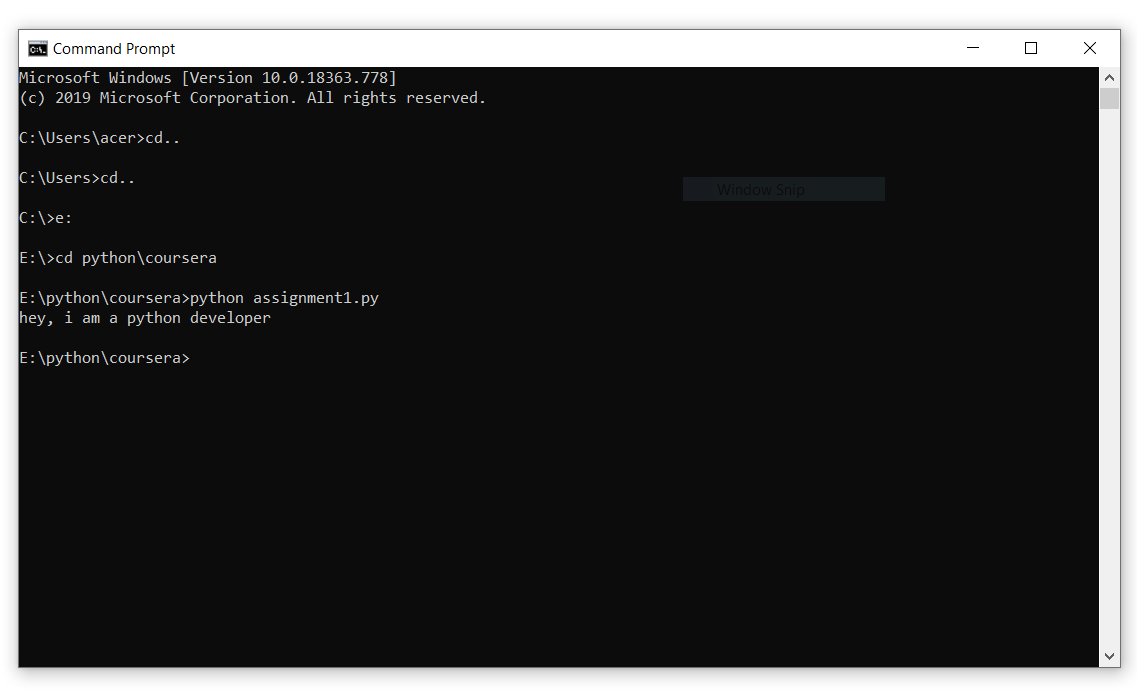 Command Prompt
Microsoft Windows [Version 10.0.18363.778]
(c) 2019 Microsoft Corporation. All rights reserved.
C:\Users\acer>cd..
C:\Users>cd..
Window Snip
C:\>e:
E:\>cd python\coursera
E:\python\coursera>python assignment1.py
hey, i am a python developer
E:\python\coursera>